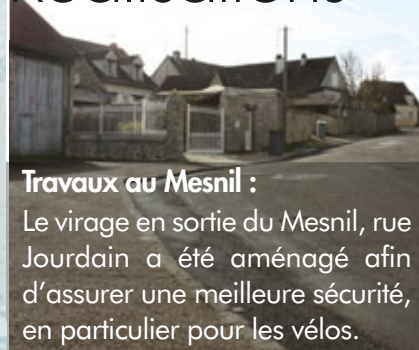 Réalisations
Travaux au Mesnil :
Le virage en sortie du Mesnil, rue
Jourdain a été aménagé afin
d'assurer une meilleure sécurité,
en particulier pour les vélos.